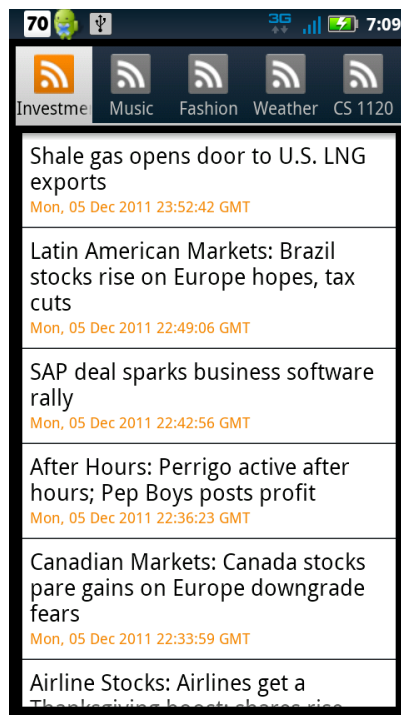 70 3G 7:09
Investme Music Fashion Weather CS 1120
Shale gas opens door to U.S. LNG
exports
Mon, 05 Dec 2011 23:52:42 GMT
Latin American Markets: Brazil
stocks rise on Europe hopes, tax
cuts
Mon, 05 Dec 2011 22:49:06 GMT
SAP deal sparks business software
rally
Mon, 05 Dec 2011 22:42:56 GMT
After Hours: Perrigo active after
hours; Pep Boys posts profit
Mon, 05 Dec 2011 22:36:23 GMT
Canadian Markets: Canada stocks
pare gains on Europe downgrade
fears
Mon, 05 Dec 2011 22:33:59 GMT
Airline Stocks: Airlines get a
Thanksgiving boost; shares rise